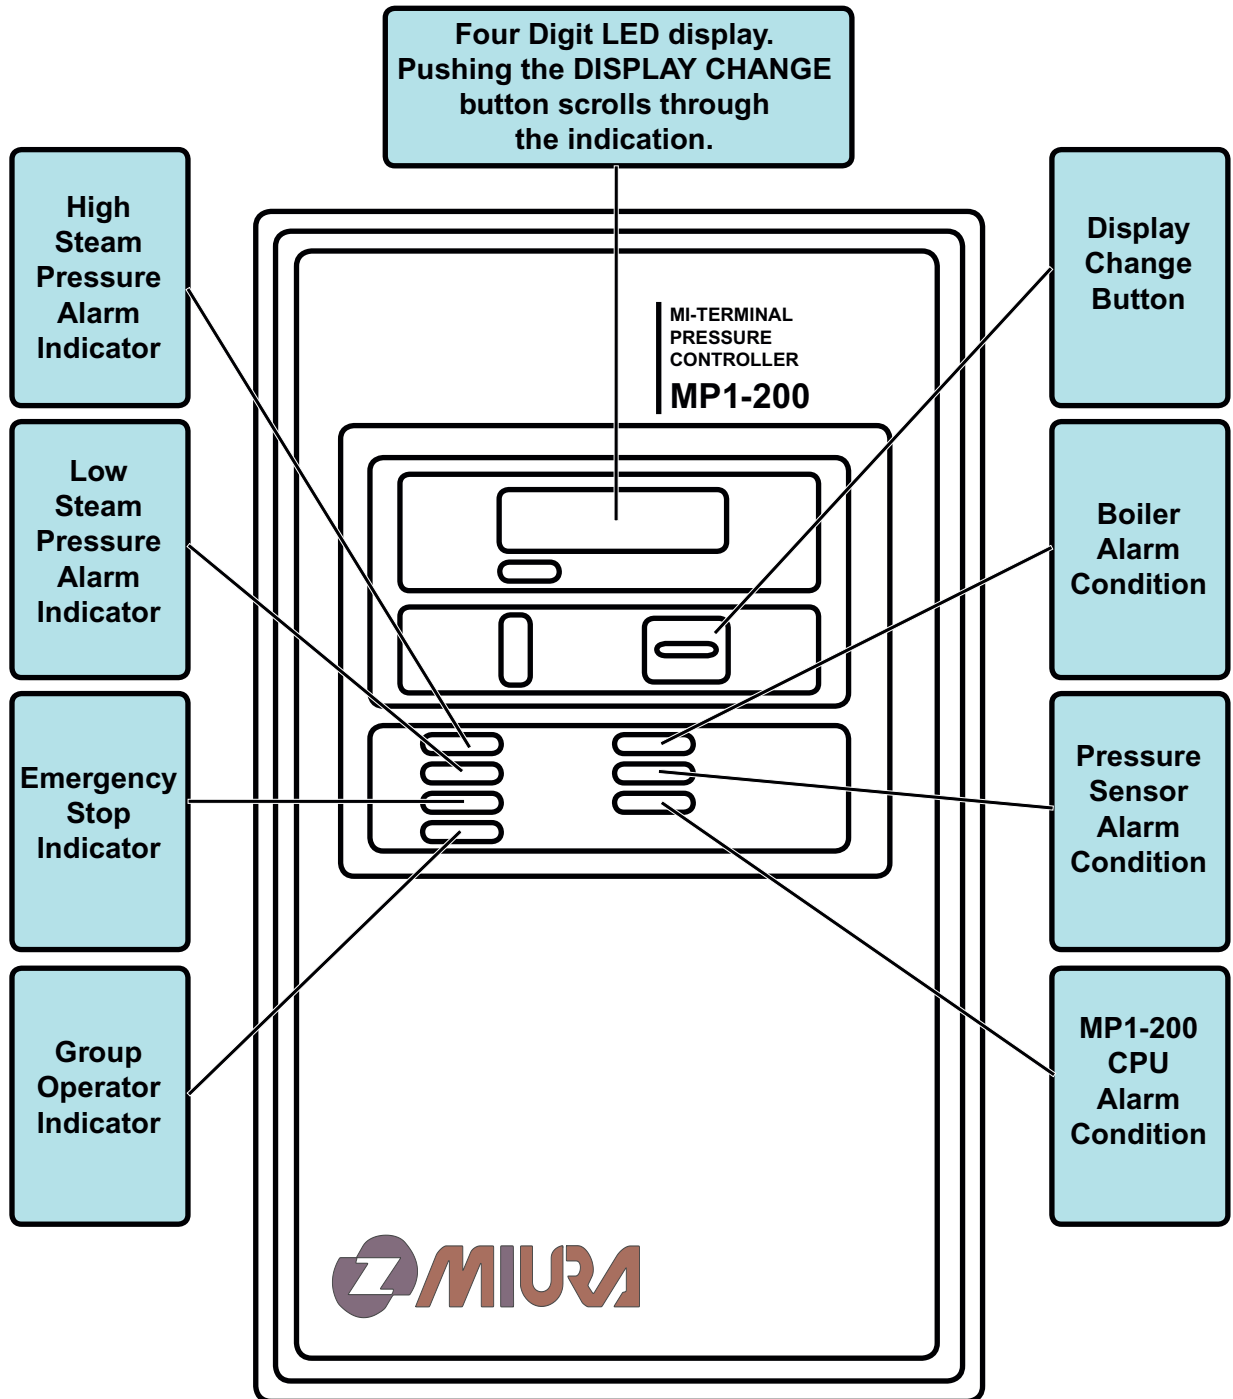 Four Digit LED display.
Pushing the DISPLAY CHANGE
button scrolls through
the indication.
High
Steam
Pressure
Alarm
Indicator
Low
Steam
Pressure
Alarm
Indicator
Emergency
Stop
Indicator
Group
Operator
Indicator
MI-TERMINAL
PRESSURE
CONTROLLER
MP1-200
Display
Change
Button
Boiler
Alarm
Condition
Pressure
Sensor
Alarm
Condition
MP1-200
CPU
Alarm
Condition
Z MIURA